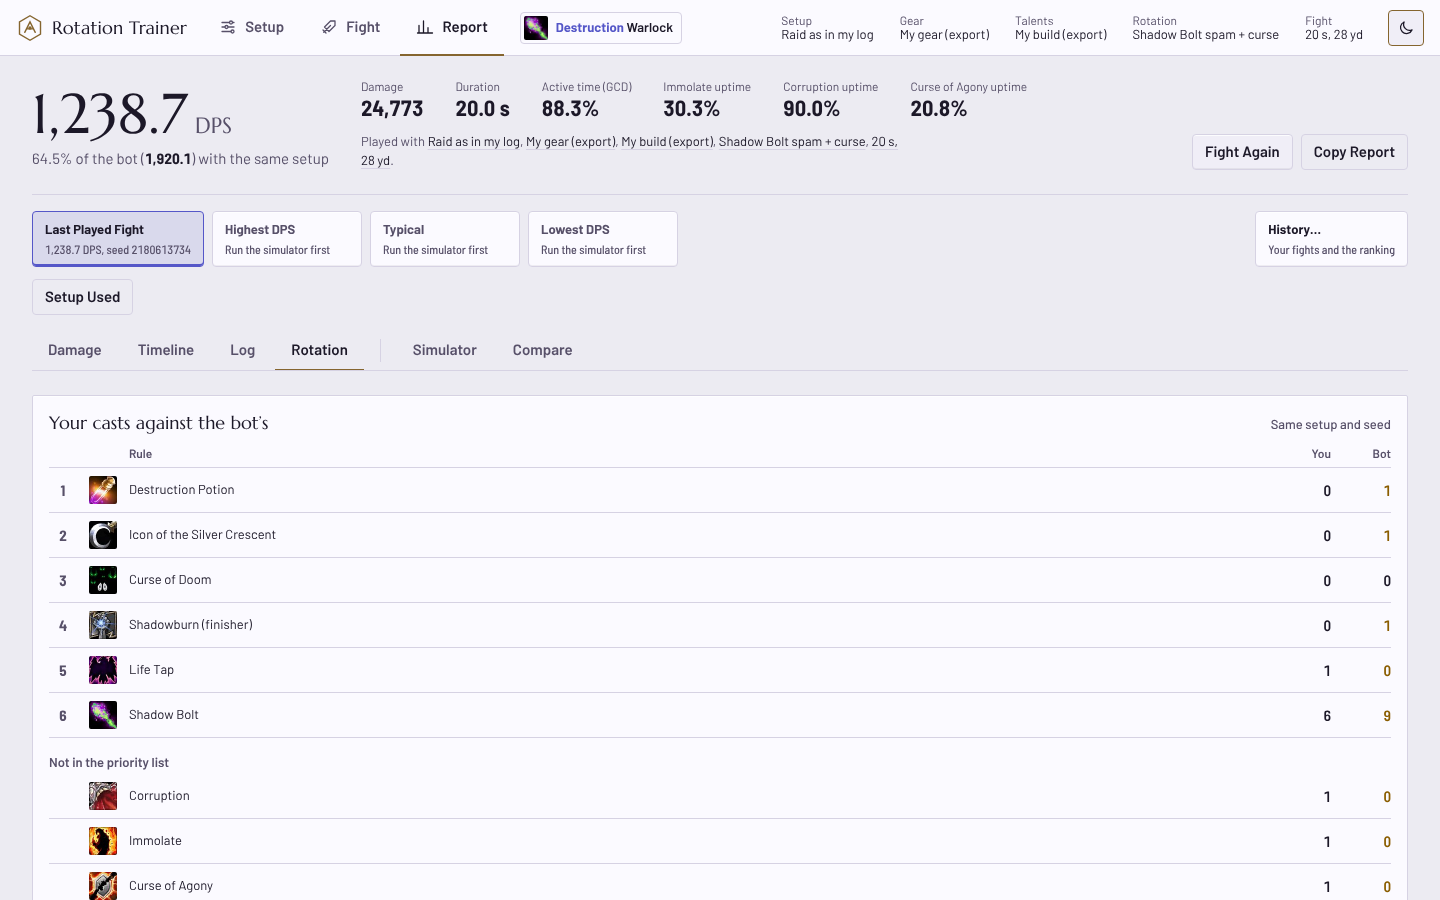 Rotation Trainer
Setup
Fight
Report
Destruction Warlock
Setup
Raid as in my log
Gear
My gear (export)
Talents
My build (export)
Rotation
Shadow Bolt spam + curse
Fight
20 s, 28 yd
1,238.7 DPS
64.5% of the bot (1,920.1) with the same setup
Damage
24,773
Duration
20.0 s
Active time (GCD)
88.3%
Immolate uptime
30.3%
Corruption uptime
90.0%
Curse of Agony uptime
20.8%
Played with Raid as in my log, My gear (export), My build (export), Shadow Bolt spam + curse, 20 s,
28 yd.
Fight Again
Copy Report
Last Played Fight
1,238.7 DPS, seed 2180613734
Highest DPS
Run the simulator first
Typical
Run the simulator first
Lowest DPS
Run the simulator first
History...
Your fights and the ranking
Setup Used
Damage
Timeline
Log
Rotation
Simulator
Compare
Your casts against the bot's
Same setup and seed
Rule You Bot
1 Destruction Potion 0 1
2 Icon of the Silver Crescent 0 1
3 Curse of Doom 0 0
4 Shadowburn (finisher) 0 1
5 Life Tap 1 0
6 Shadow Bolt 6 9
Not in the priority list
Corruption 1 0
Immolate 1 0
Curse of Agony 1 0